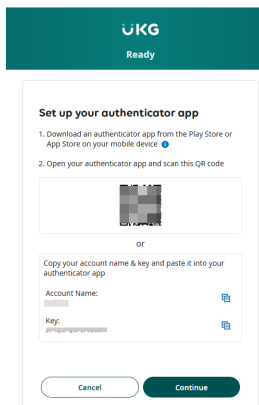 UKG
Ready
Set up your authenticator app
1. Download an authenticator app from the Play Store or
App Store on your mobile device
2. Open your authenticator app and scan this QR code
or
Copy your account name & key and paste it into your
authenticator app
Account Name:
Key:
Cancel
Continue